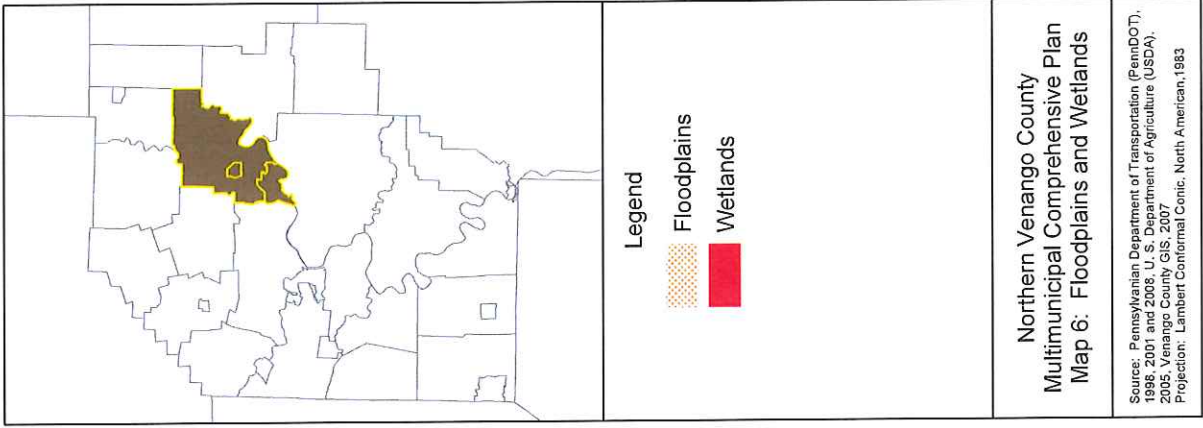 Legend
Floodplains
Wetlands
Northern Venango County
Multimunicipal Comprehensive Plan
Map 6: Floodplains and Wetlands
Source: Pennsylvanian Department of Transportation (PennDOT),
1998, 2001 and 2008, U. S. Department of Agriculture (USDA),
2005, Venango County GIS, 2007
Projection: Lambert Conformal Conic, North American,1983